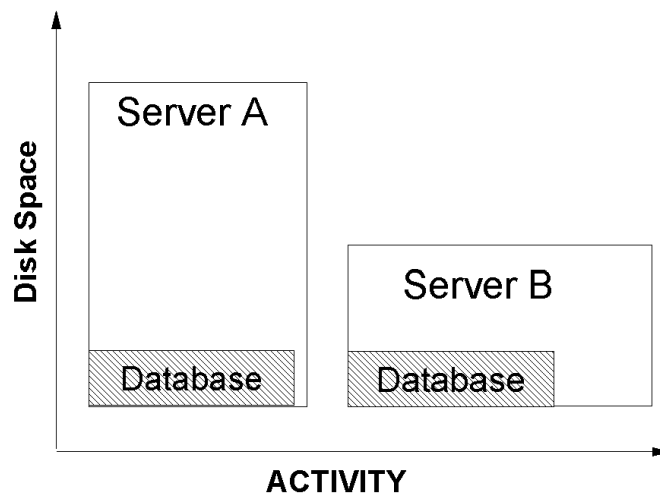 Disk Space
Server A
Server B
Database
Database
ACTIVITY